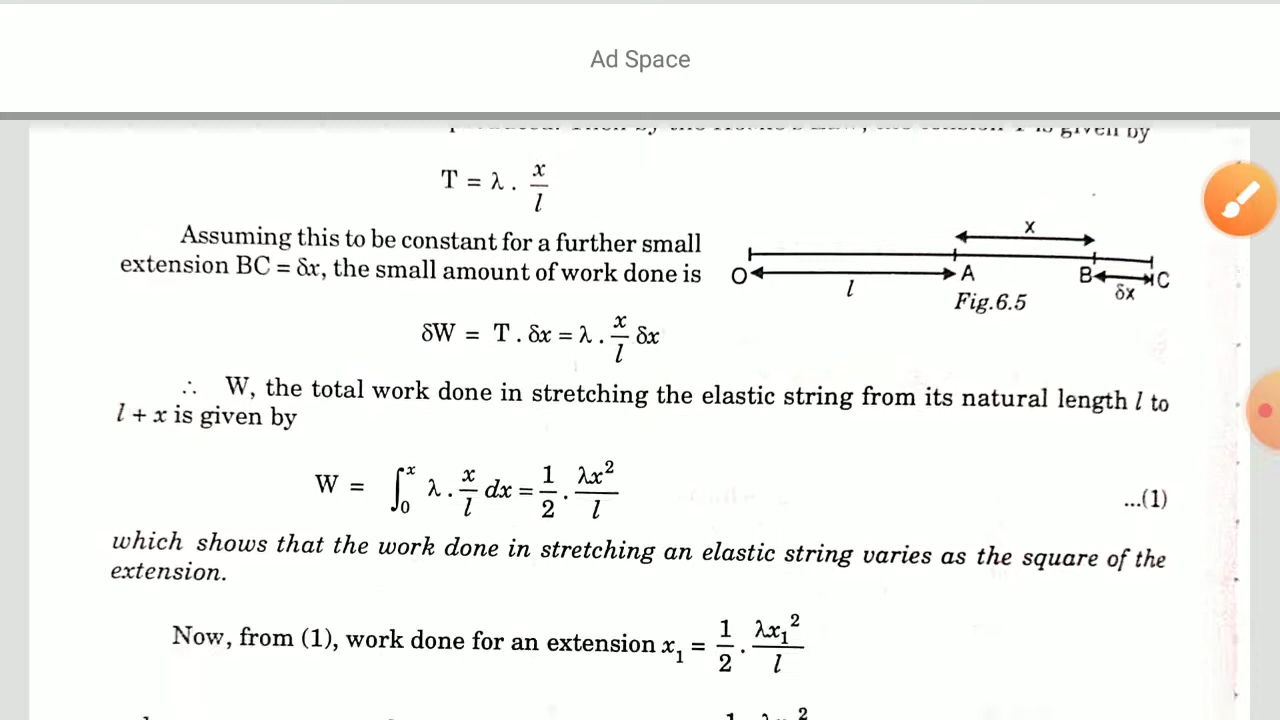 Ad Space
is given by
T = λ . x/l
Assuming this to be constant for a further small
extension BC = δx, the small amount of work done is
x
O l A B δx C
Fig.6.5
δW = T . δx = λ . x/l δx
∴ W, the total work done in stretching the elastic string from its natural length l to
l + x is given by
W = ∫₀ˣ λ . x/l dx = 1/2 . λx²/l ...(1)
which shows that the work done in stretching an elastic string varies as the square of the
extension.
Now, from (1), work done for an extension x₁ = 1/2 . λx₁²/l